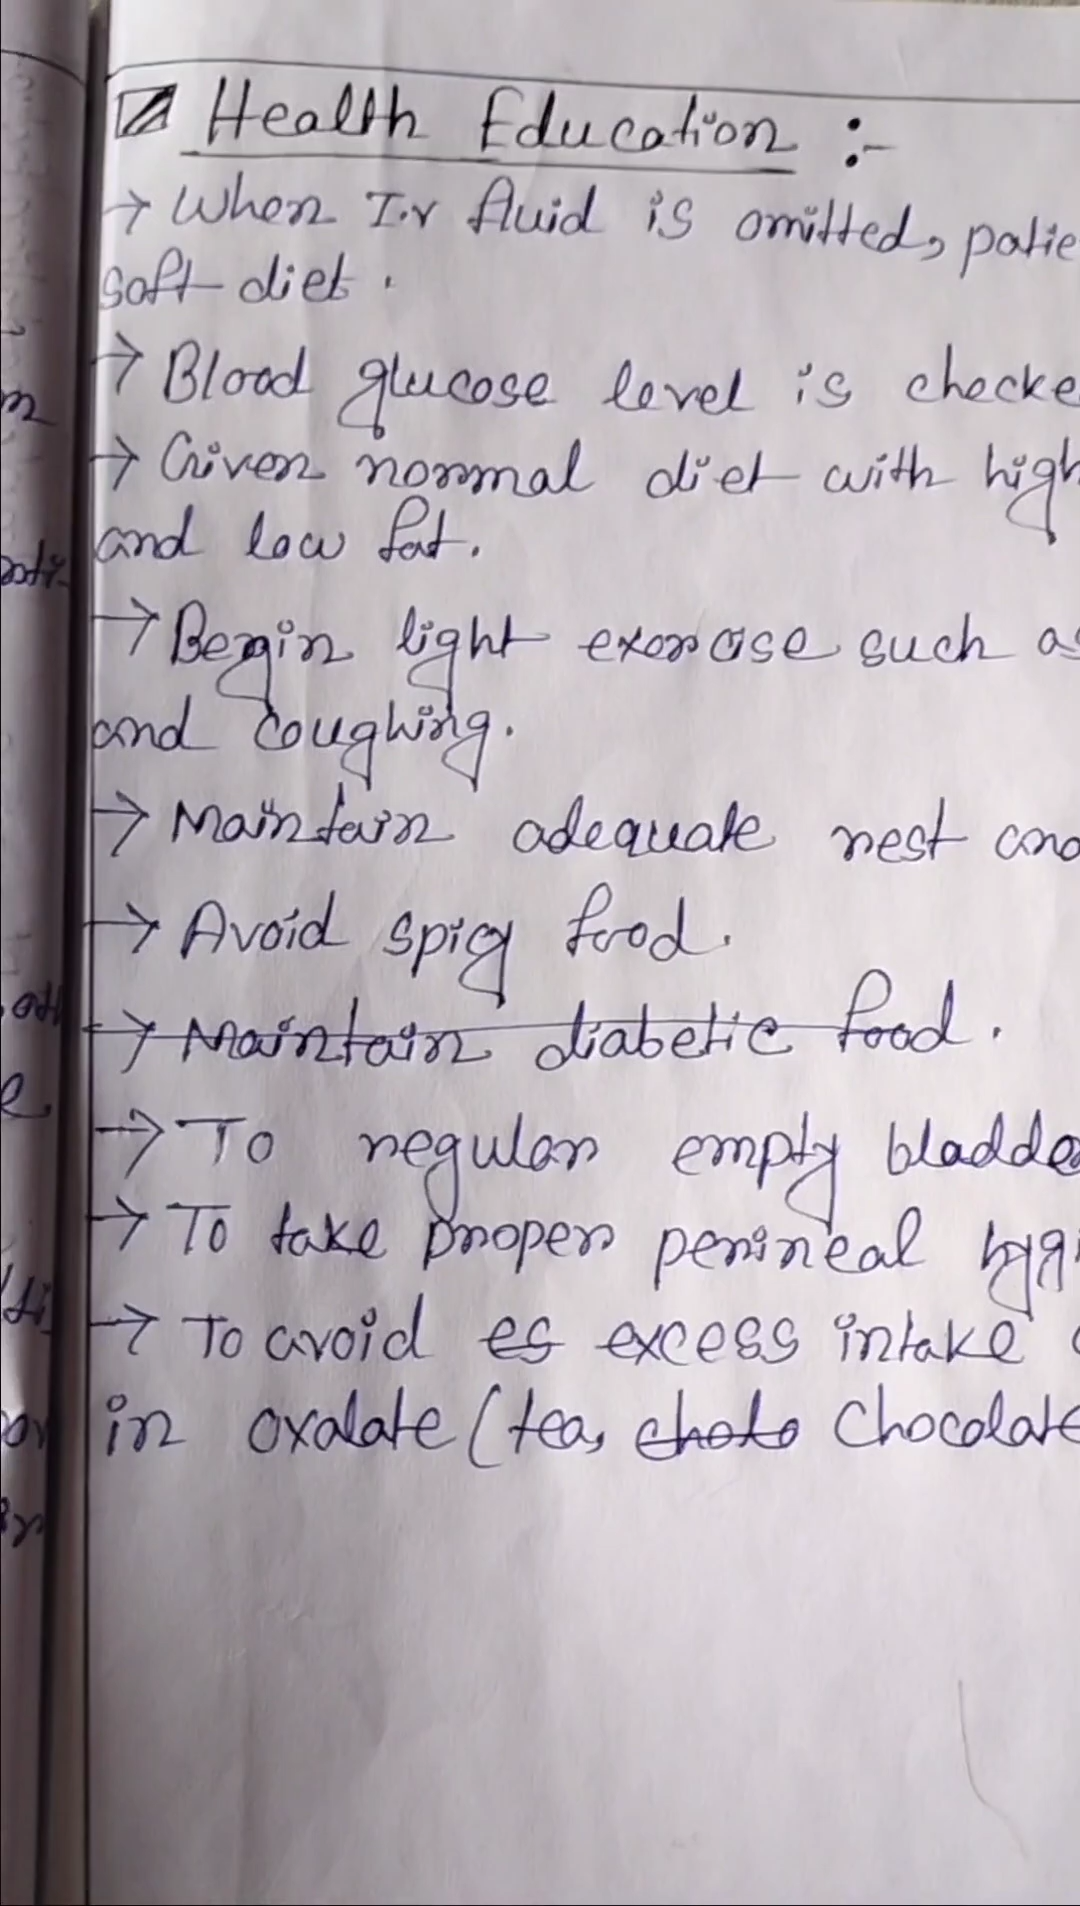 Health Education :-
→ When I.v fluid is omitted, patie
soft diet.
→ Blood glucose level is checke
→ Given normal diet with high
and low fat.
→ Begin light exercise such as
and coughing.
→ Maintain adequate rest and
→ Avoid spicy food.
→ Maintain diabetic food.
→ To regular empty bladde
→ To take proper perineal hygi
→ To avoid es excess intake
in oxalate (tea, choto Chocolate